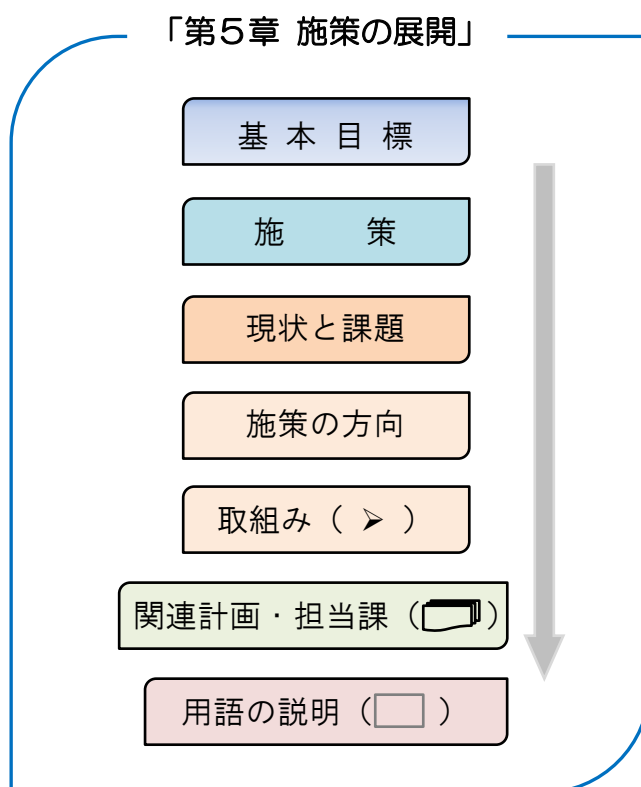 「第5章 施策の展開」
基 本 目 標
施　　策
現状と課題
施策の方向
取組み（ ➢ ）
関連計画・担当課（　）
用語の説明（　）